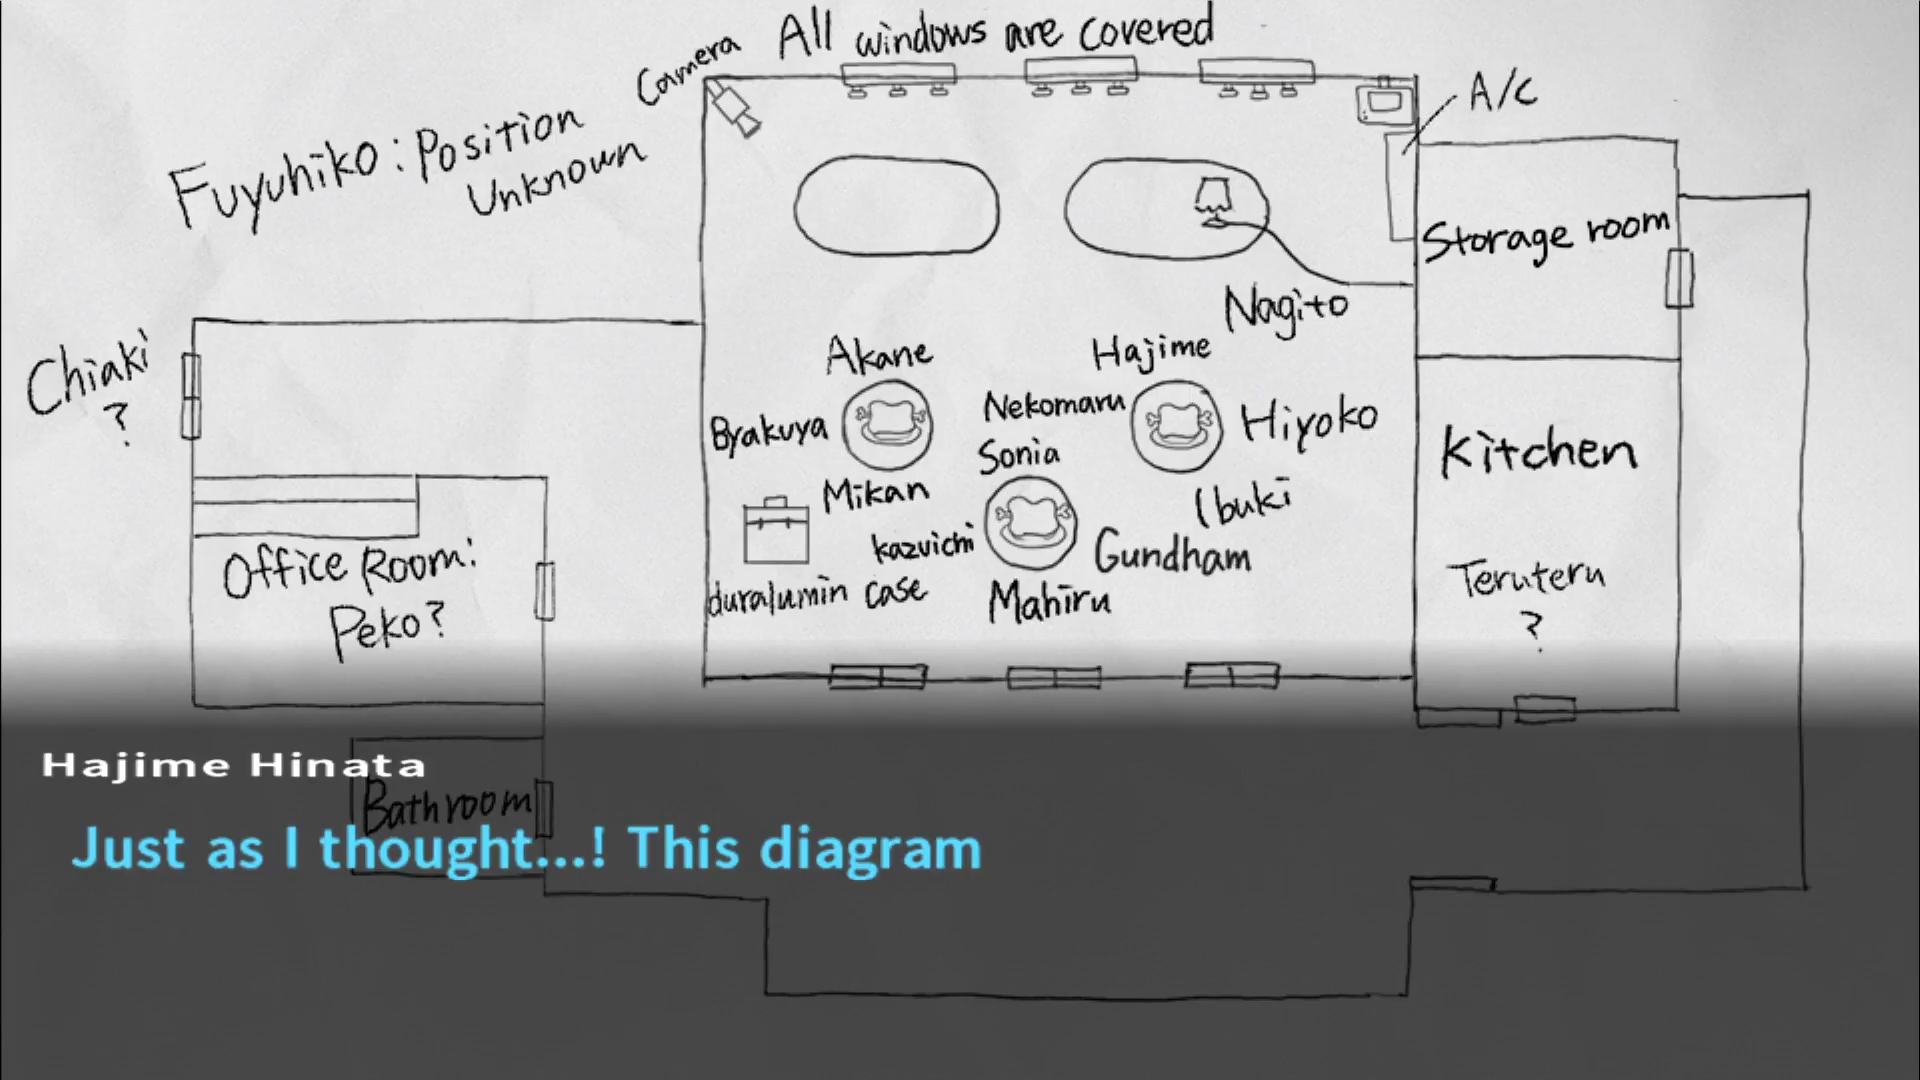 All windows are covered
Camera
A/C
Fuyuhiko: Position
Unknown
Storage room
Nagito
Chiaki
?
Akane
Hajime
Nekomaru
Byakuya
Hiyoko
Sonia
Kitchen
Mikan
Ibuki
kazuichi
Gundham
Office Room:
Peko?
duralumin case
Mahiru
Teruteru
?
Hajime Hinata
Bathroom
Just as I thought...! This diagram